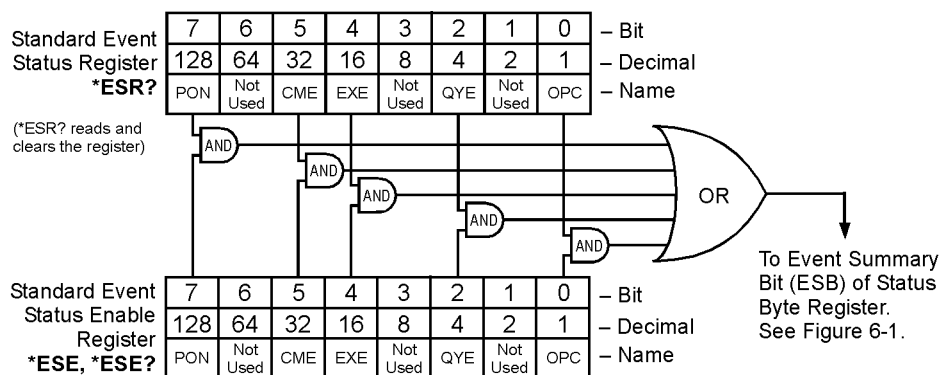 Standard Event
Status Register
*ESR?
(*ESR? reads and
clears the register)
7 6 5 4 3 2 1 0 – Bit
128 64 32 16 8 4 2 1 – Decimal
PON Not Used CME EXE Not Used QYE Not Used OPC – Name
AND
AND
AND
AND
AND
OR
To Event Summary
Bit (ESB) of Status
Byte Register.
See Figure 6-1.
Standard Event
Status Enable
Register
*ESE, *ESE?
7 6 5 4 3 2 1 0 – Bit
128 64 32 16 8 4 2 1 – Decimal
PON Not Used CME EXE Not Used QYE Not Used OPC – Name